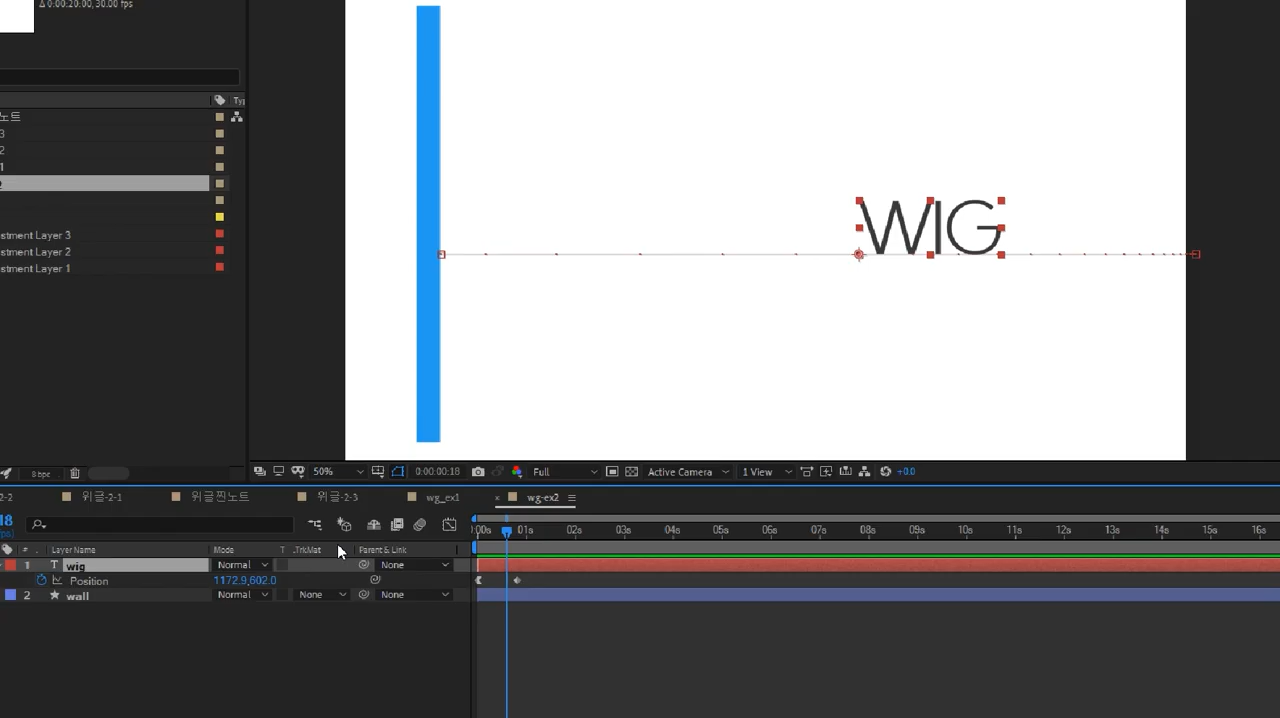 Δ 0:00:20:00, 30.00 fps
Typ
노트
3
2
1
stment Layer 3
stment Layer 2
stment Layer 1
WIG
8 bpc
50%
0:00:00:18
Full
Active Camera
1 View
+0.0
2-2
위글-2-1
위글찐노트
위글-2-3
wg_ex1
wg-ex2
18
fps)
:00s 01s 02s 03s 04s 05s 06s 07s 08s 09s 10s 11s 12s 13s 14s 15s 16s
# Layer Name Mode T .TrkMat Parent & Link
1 T wig Normal None
Position 1172.9,602.0
2 wall Normal None None